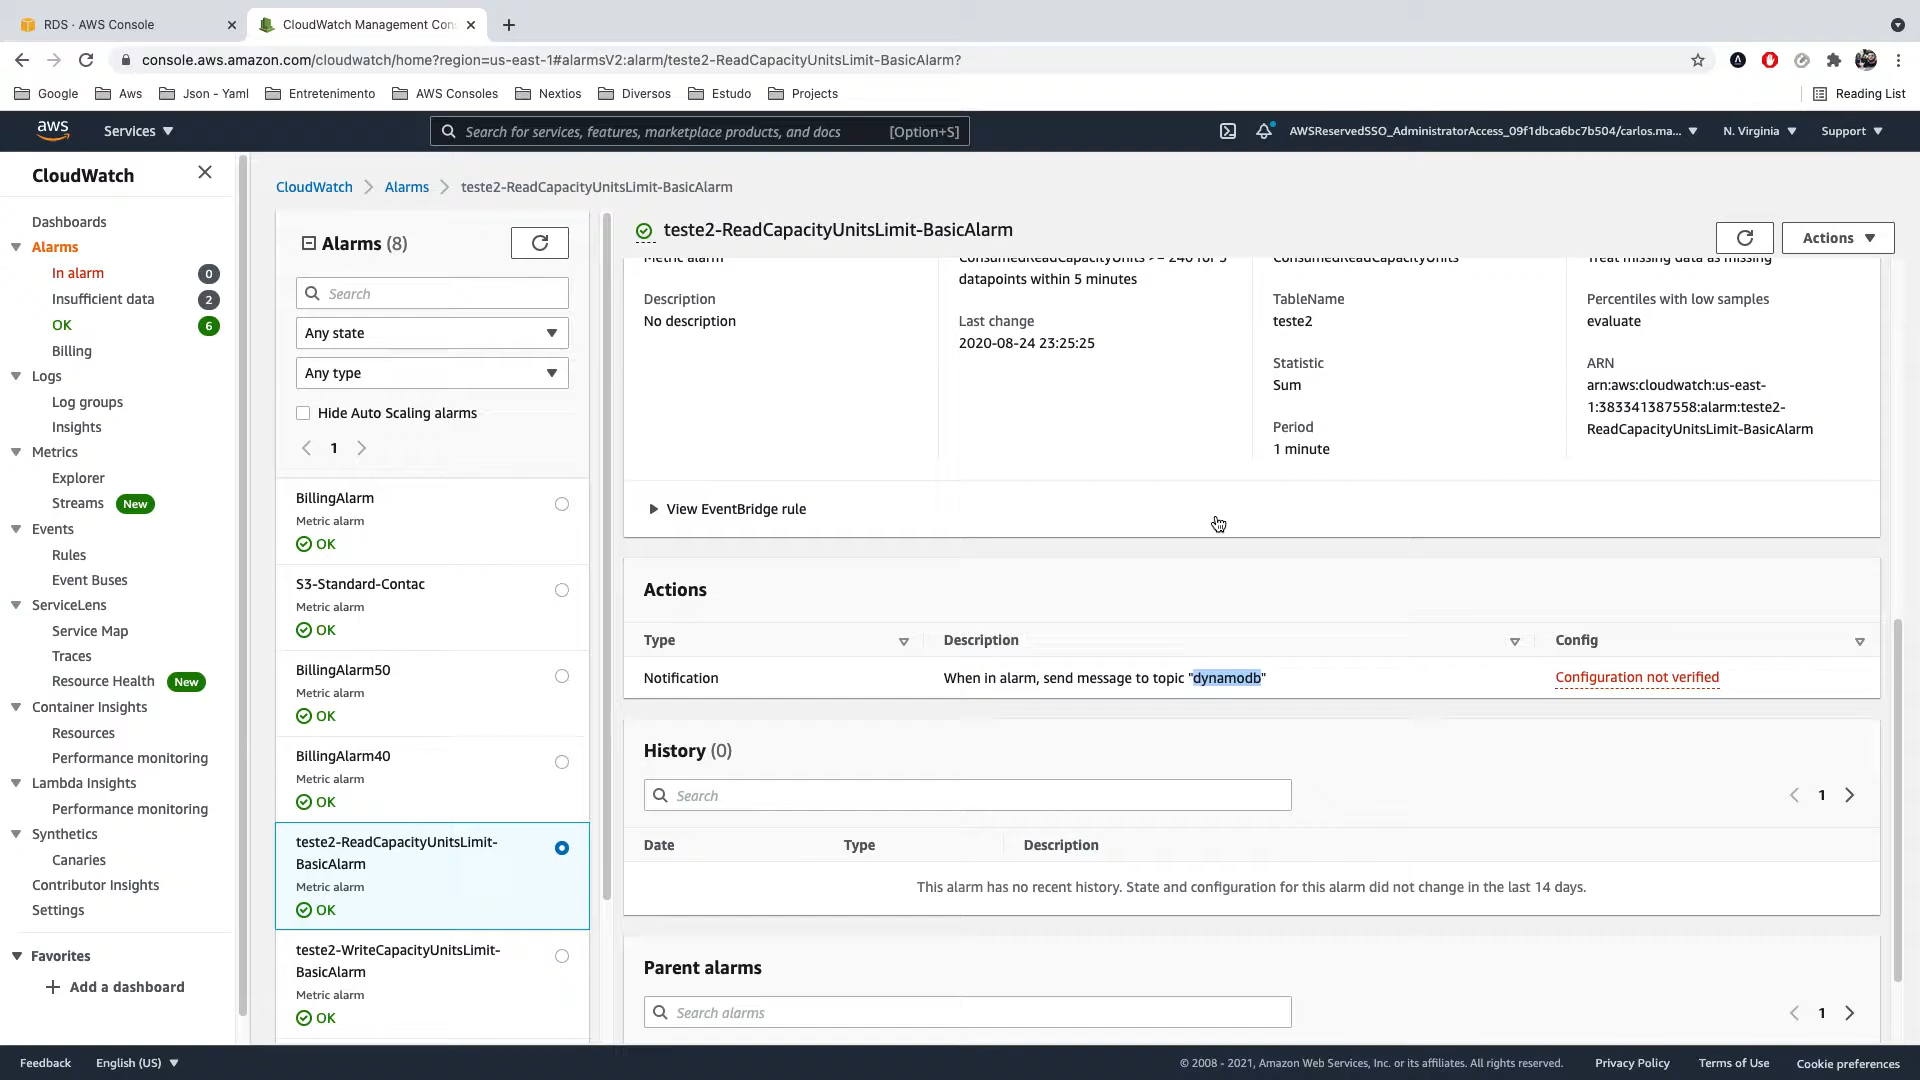 RDS · AWS Console
CloudWatch Management Con
console.aws.amazon.com/cloudwatch/home?region=us-east-1#alarmsV2:alarm/teste2-ReadCapacityUnitsLimit-BasicAlarm?
Google Aws Json - Yaml Entretenimento AWS Consoles Nextios Diversos Estudo Projects Reading List
aws Services Search for services, features, marketplace products, and docs [Option+S] AWSReservedSSO_AdministratorAccess_09f1dbca6bc7b504/carlos.ma... N. Virginia Support
CloudWatch
Dashboards
Alarms
In alarm 0
Insufficient data 2
OK 6
Billing
Logs
Log groups
Insights
Metrics
Explorer
Streams New
Events
Rules
Event Buses
ServiceLens
Service Map
Traces
Resource Health New
Container Insights
Resources
Performance monitoring
Lambda Insights
Performance monitoring
Synthetics
Canaries
Contributor Insights
Settings
Favorites
Add a dashboard
CloudWatch Alarms teste2-ReadCapacityUnitsLimit-BasicAlarm
Alarms (8)
Search
Any state
Any type
Hide Auto Scaling alarms
1
BillingAlarm
Metric alarm
OK
S3-Standard-Contac
Metric alarm
OK
BillingAlarm50
Metric alarm
OK
BillingAlarm40
Metric alarm
OK
teste2-ReadCapacityUnitsLimit-
BasicAlarm
Metric alarm
OK
teste2-WriteCapacityUnitsLimit-
BasicAlarm
Metric alarm
OK
teste2-ReadCapacityUnitsLimit-BasicAlarm
Actions
Metric alarm
Description
No description
ConsumedReadCapacityUnits >= 240 for 5
datapoints within 5 minutes
Last change
2020-08-24 23:25:25
ConsumedReadCapacityUnits
TableName
teste2
Statistic
Sum
Period
1 minute
Treat missing data as missing
Percentiles with low samples
evaluate
ARN
arn:aws:cloudwatch:us-east-
1:383341387558:alarm:teste2-
ReadCapacityUnitsLimit-BasicAlarm
View EventBridge rule
Actions
Type Description Config
Notification When in alarm, send message to topic "dynamodb" Configuration not verified
History (0)
Search
1
Date Type Description
This alarm has no recent history. State and configuration for this alarm did not change in the last 14 days.
Parent alarms
Search alarms
1
Feedback English (US) © 2008 - 2021, Amazon Web Services, Inc. or its affiliates. All rights reserved. Privacy Policy Terms of Use Cookie preferences